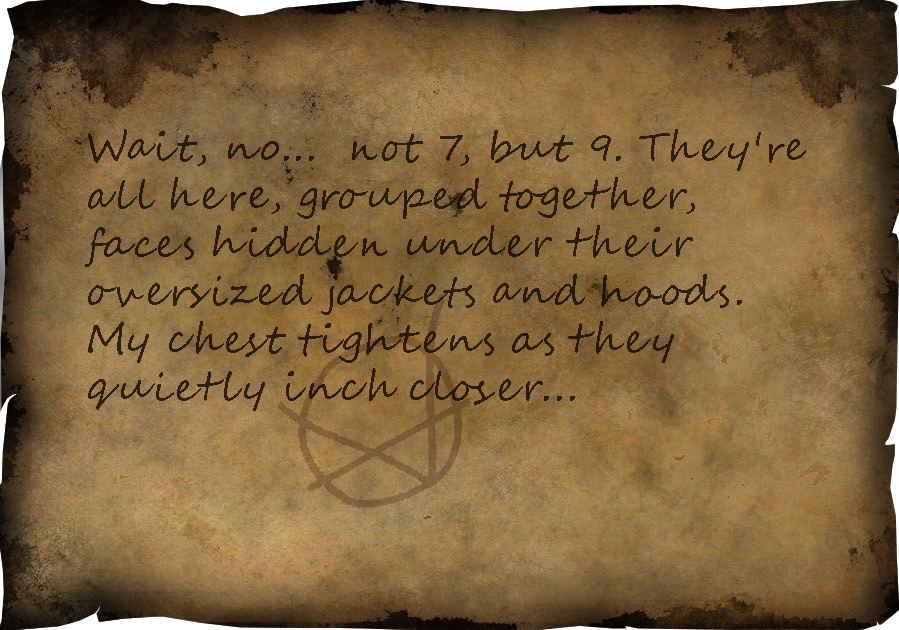 Wait, no...  not 7, but 9. They're
all here, grouped together,
faces hidden under their
oversized jackets and hoods.
My chest tightens as they
quietly inch closer...